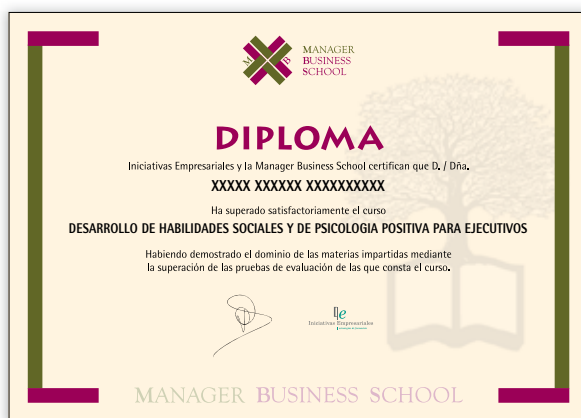 M B
MANAGER
BUSINESS
SCHOOL
DIPLOMA
Iniciativas Empresariales y la Manager Business School certifican que D. / Dña.
XXXXX XXXXXX XXXXXXXXXX
Ha superado satisfactoriamente el curso
DESARROLLO DE HABILIDADES SOCIALES Y DE PSICOLOGIA POSITIVA PARA EJECUTIVOS
Habiendo demostrado el dominio de las materias impartidas mediante
la superación de las pruebas de evaluación de las que consta el curso.
Ie
Iniciativas Empresariales
MANAGER BUSINESS SCHOOL